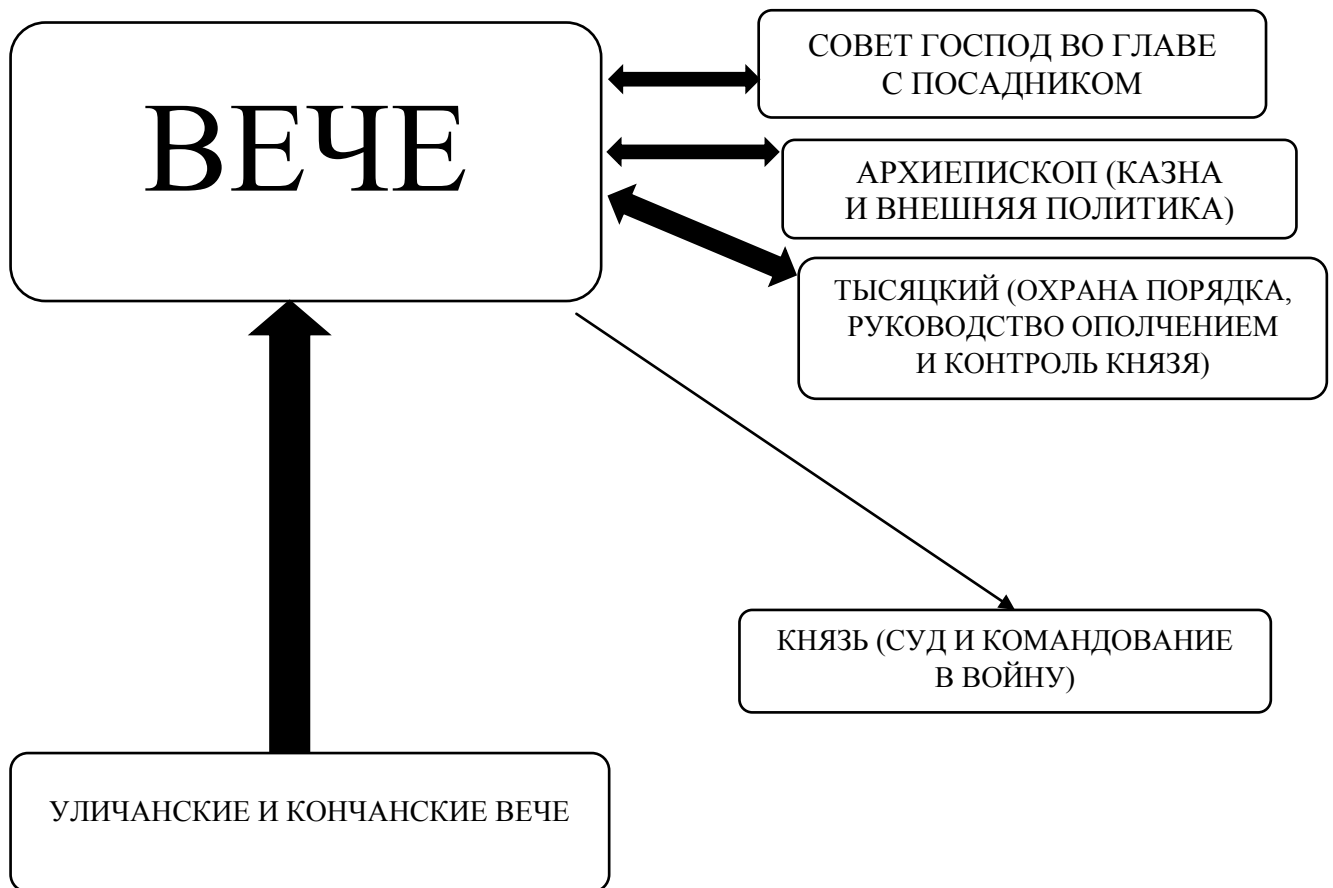 ВЕЧЕ
СОВЕТ ГОСПОД ВО ГЛАВЕ
С ПОСАДНИКОМ
АРХИЕПИСКОП (КАЗНА
И ВНЕШНЯЯ ПОЛИТИКА)
ТЫСЯЦКИЙ (ОХРАНА ПОРЯДКА,
РУКОВОДСТВО ОПОЛЧЕНИЕМ
И КОНТРОЛЬ КНЯЗЯ)
КНЯЗЬ (СУД И КОМАНДОВАНИЕ
В ВОЙНУ)
УЛИЧАНСКИЕ И КОНЧАНСКИЕ ВЕЧЕ